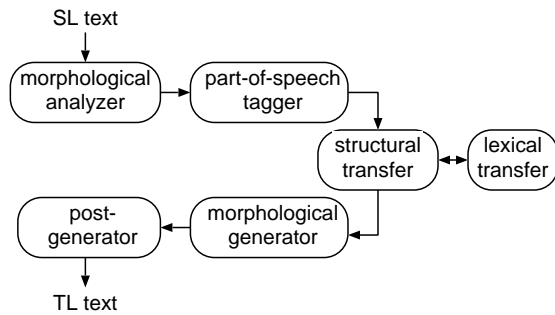 SL text
morphological
analyzer
part-of-speech
tagger
structural
transfer
lexical
transfer
morphological
generator
post-
generator
TL text